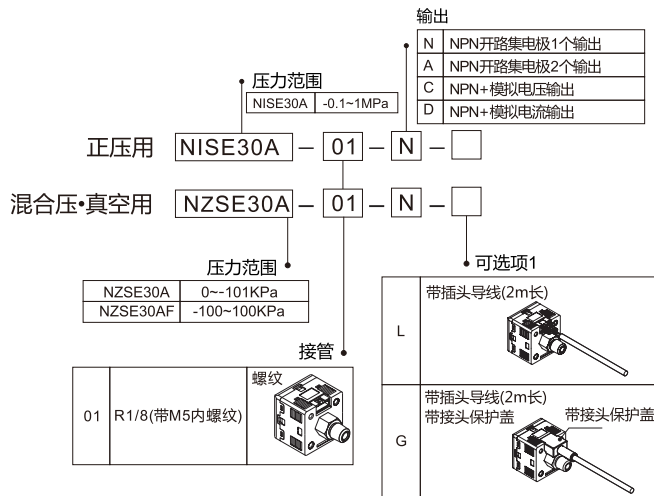 输出
N NPN开路集电极1个输出
A NPN开路集电极2个输出
C NPN+模拟电压输出
D NPN+模拟电流输出
压力范围
NISE30A -0.1~1MPa
正压用 NISE30A - 01 - N -
混合压•真空用 NZSE30A - 01 - N -
压力范围
NZSE30A 0~-101KPa
NZSE30AF -100~100KPa
接管
01 R1/8(带M5内螺纹) 螺纹
可选项1
L 带插头导线(2m长)
G 带插头导线(2m长)
带接头保护盖
带接头保护盖